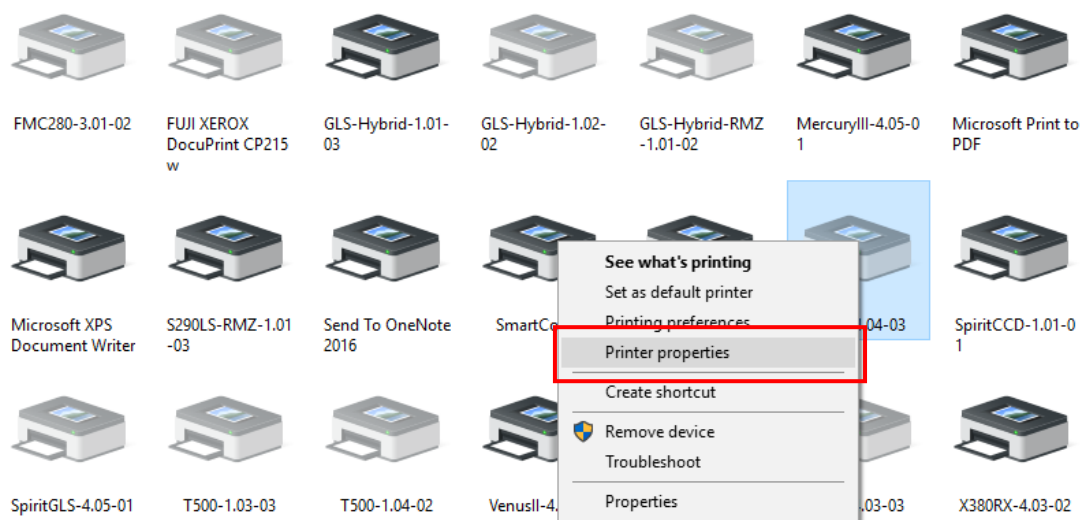 FMC280-3.01-02
FUJI XEROX
DocuPrint CP215
w
GLS-Hybrid-1.01-
03
GLS-Hybrid-1.02-
02
GLS-Hybrid-RMZ
-1.01-02
MercuryIII-4.05-0
1
Microsoft Print to
PDF
Microsoft XPS
Document Writer
S290LS-RMZ-1.01
-03
Send To OneNote
2016
SmartCo
04-03
SpiritCCD-1.01-0
1
See what's printing
Set as default printer
Printing preferences
Printer properties
Create shortcut
Remove device
Troubleshoot
Properties
SpiritGLS-4.05-01
T500-1.03-03
T500-1.04-02
VenusII-4.
.03-03
X380RX-4.03-02